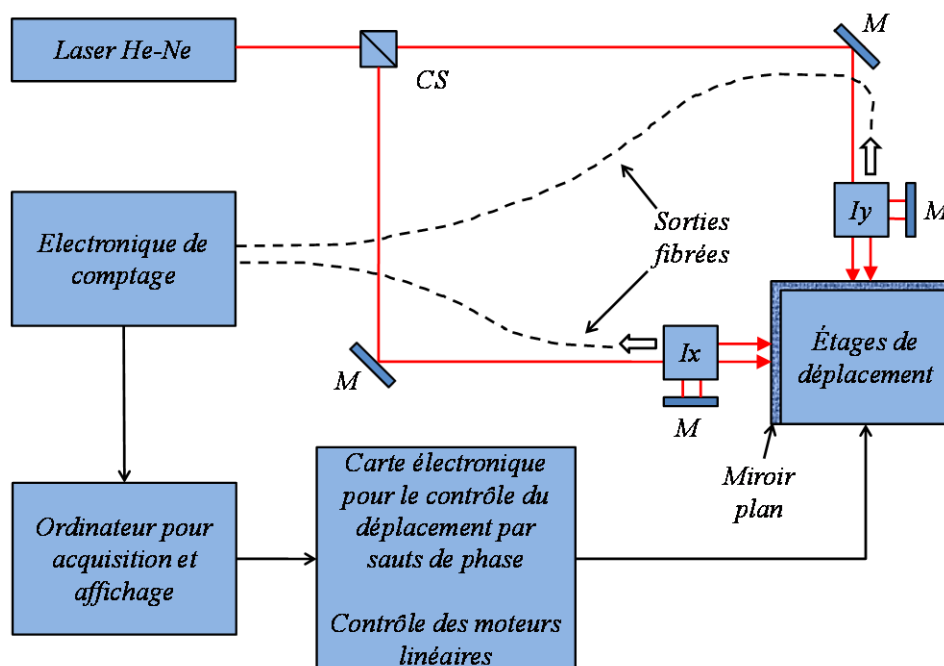 Laser He-Ne
CS
M
Electronique de
comptage
Sorties
fibrées
Iy
M
Ix
M
M
Étages de
déplacement
Miroir
plan
Ordinateur pour
acquisition et
affichage
Carte électronique
pour le contrôle du
déplacement par
sauts de phase
Contrôle des moteurs
linéaires